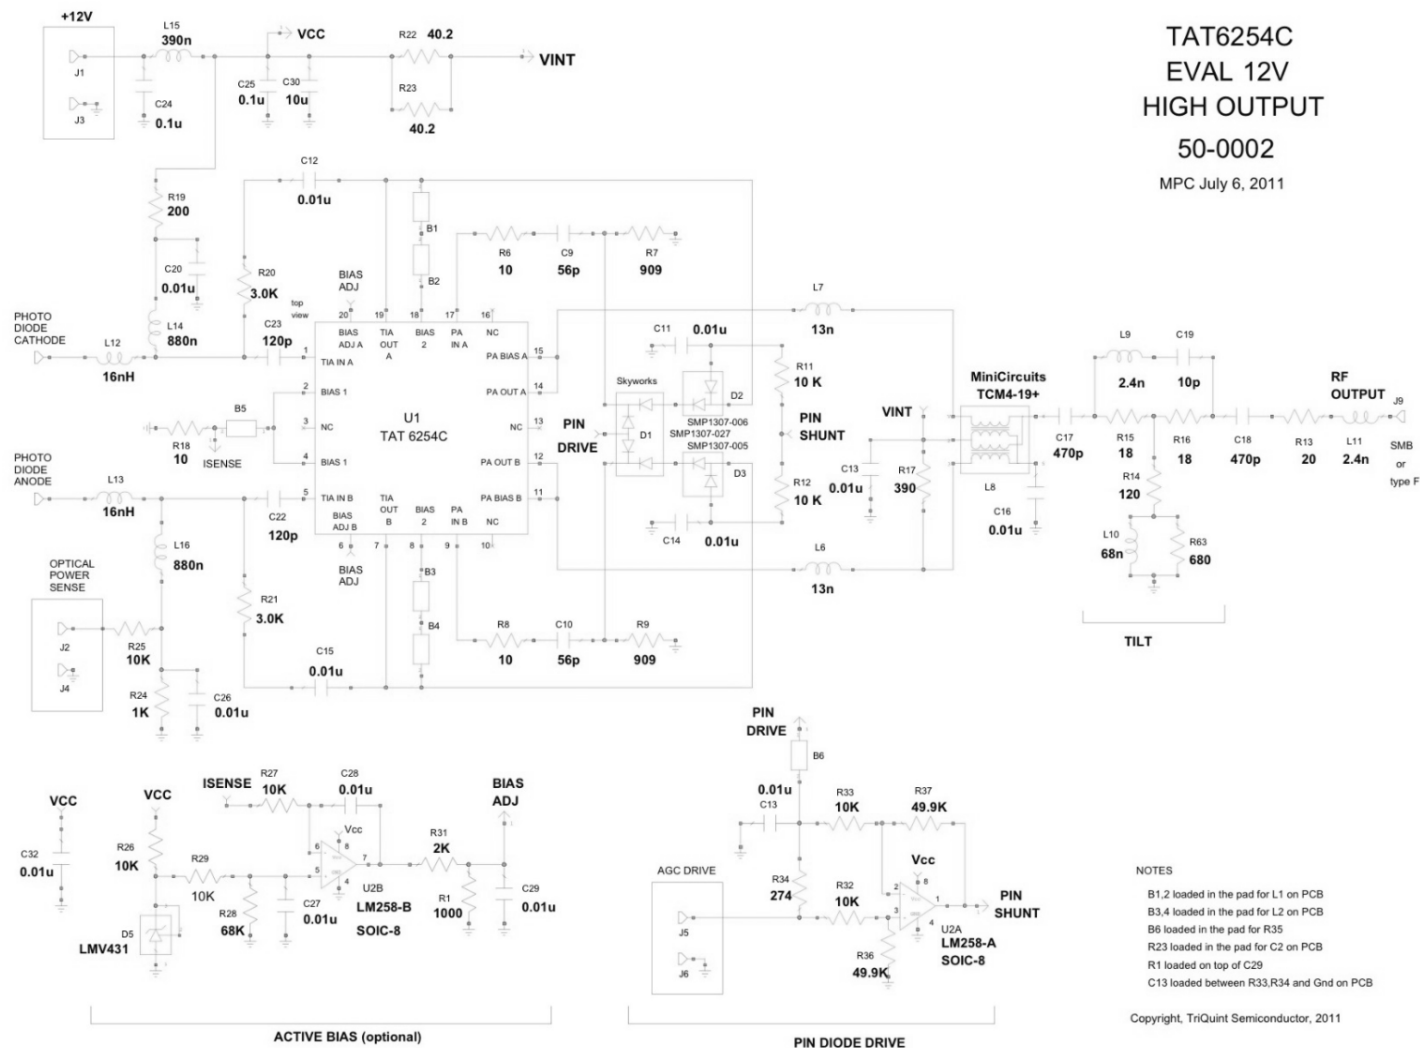 TAT6254C
EVAL 12V
HIGH OUTPUT
50-0002
MPC July 6, 2011
+12V
J1
J3
L15
390n
C24
0.1u
VCC
C25
0.1u
C30
10u
R22
40.2
R23
40.2
VINT
R19
200
C20
0.01u
L14
880n
R20
3.0K
C12
0.01u
B1
B2
BIAS
ADJ
top
view
PHOTO
DIODE
CATHODE
L12
16nH
C23
120p
R6
10
C9
56p
R7
909
L7
13n
20
19
18
17
16
BIAS
ADJ A
TIA
OUT
A
BIAS
2
PA
IN A
NC
1
TIA IN A
2
BIAS 1
3
NC
4
BIAS 1
5
TIA IN B
PA BIAS A
15
PA OUT A
14
NC
13
PA OUT B
12
PA BIAS B
11
U1
TAT 6254C
BIAS
ADJ B
TIA
OUT
B
BIAS
2
PA
IN B
NC
6
7
8
9
10
BIAS
ADJ
B5
R18
10
ISENSE
PHOTO
DIODE
ANODE
L13
16nH
C22
120p
L16
880n
R21
3.0K
C15
0.01u
B3
B4
R8
10
C10
56p
R9
909
C11
0.01u
Skyworks
PIN
DRIVE
D1
D2
SMP1307-006
SMP1307-027
SMP1307-005
D3
C14
0.01u
R11
10 K
PIN
SHUNT
R12
10 K
L6
13n
VINT
C13
0.01u
R17
390
MiniCircuits
TCM4-19+
L8
C16
0.01u
C17
470p
L9
2.4n
C19
10p
R15
18
R16
18
R14
120
L10
68n
R63
680
C18
470p
R13
20
RF
OUTPUT
L11
2.4n
J9
SMB
or
type F
TILT
OPTICAL
POWER
SENSE
J2
J4
R25
10K
R24
1K
C26
0.01u
VCC
C32
0.01u
VCC
R26
10K
D5
LMV431
R29
10K
R28
68K
C27
0.01u
ISENSE
R27
10K
C28
0.01u
Vcc
6
5
8
4
7
U2B
LM258-B
SOIC-8
R31
2K
BIAS
ADJ
R1
1000
C29
0.01u
ACTIVE BIAS (optional)
PIN
DRIVE
B6
0.01u
C13
R33
10K
R37
49.9K
AGC DRIVE
J5
J6
R34
274
R32
10K
R36
49.9K
Vcc
2
3
8
4
1
U2A
LM258-A
SOIC-8
PIN
SHUNT
PIN DIODE DRIVE
NOTES
B1,2 loaded in the pad for L1 on PCB
B3,4 loaded in the pad for L2 on PCB
B6 loaded in the pad for R35
R23 loaded in the pad for C2 on PCB
R1 loaded on top of C29
C13 loaded between R33,R34 and Gnd on PCB
Copyright, TriQuint Semiconductor, 2011